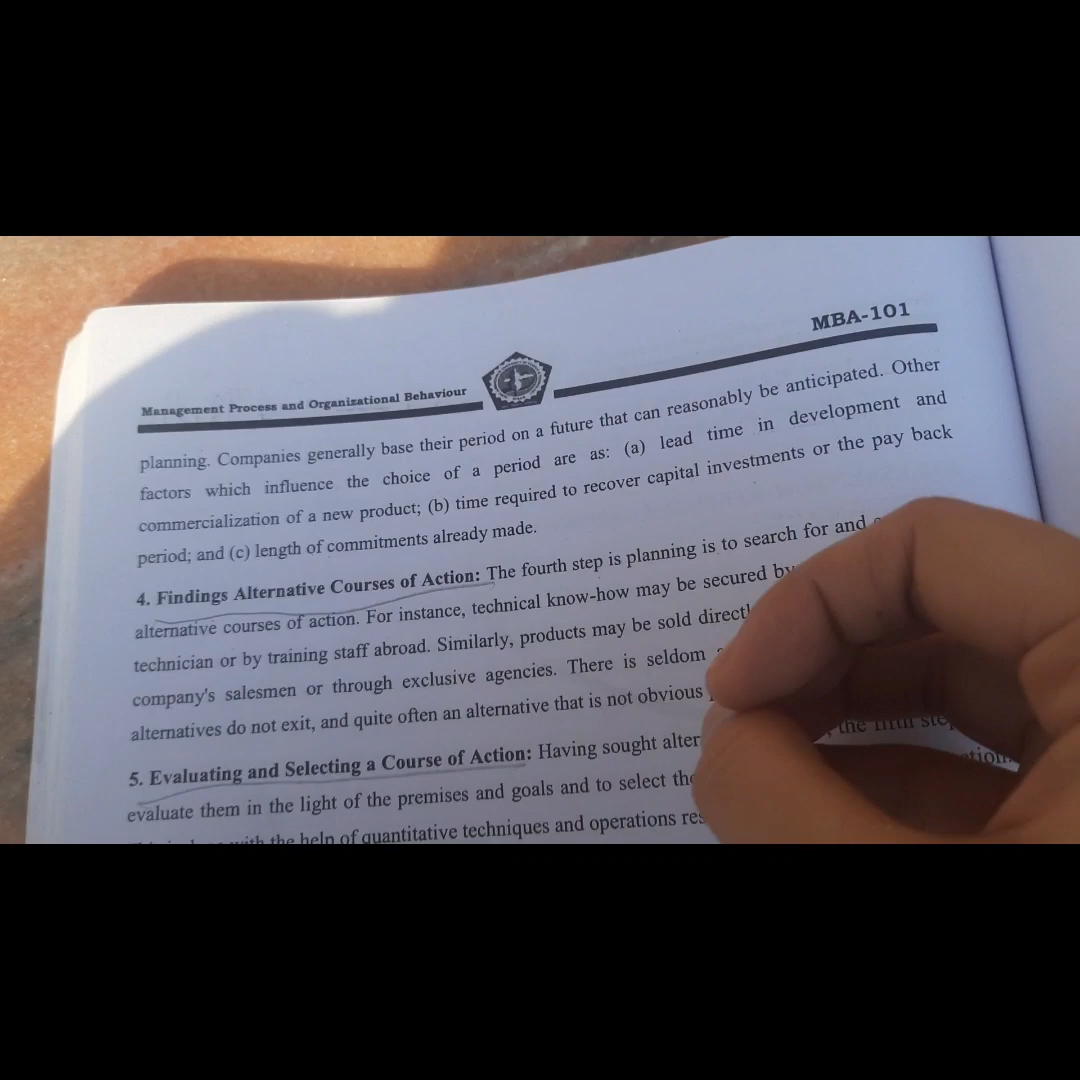 MBA-101
Management Process and Organizational Behaviour
planning. Companies generally base their period on a future that can reasonably be anticipated. Other
factors which influence the choice of a period are as: (a) lead time in development and
commercialization of a new product; (b) time required to recover capital investments or the pay back
period; and (c) length of commitments already made.
4. Findings Alternative Courses of Action: The fourth step is planning is to search for and
alternative courses of action. For instance, technical know-how may be secured by
technician or by training staff abroad. Similarly, products may be sold
company's salesmen or through exclusive agencies. There is seldom
alternatives do not exit, and quite often an alternative that is not obvious
5. Evaluating and Selecting a Course of Action: Having sought
evaluate them in the light of the premises and goals and to select
with the help of quantitative techniques and operations